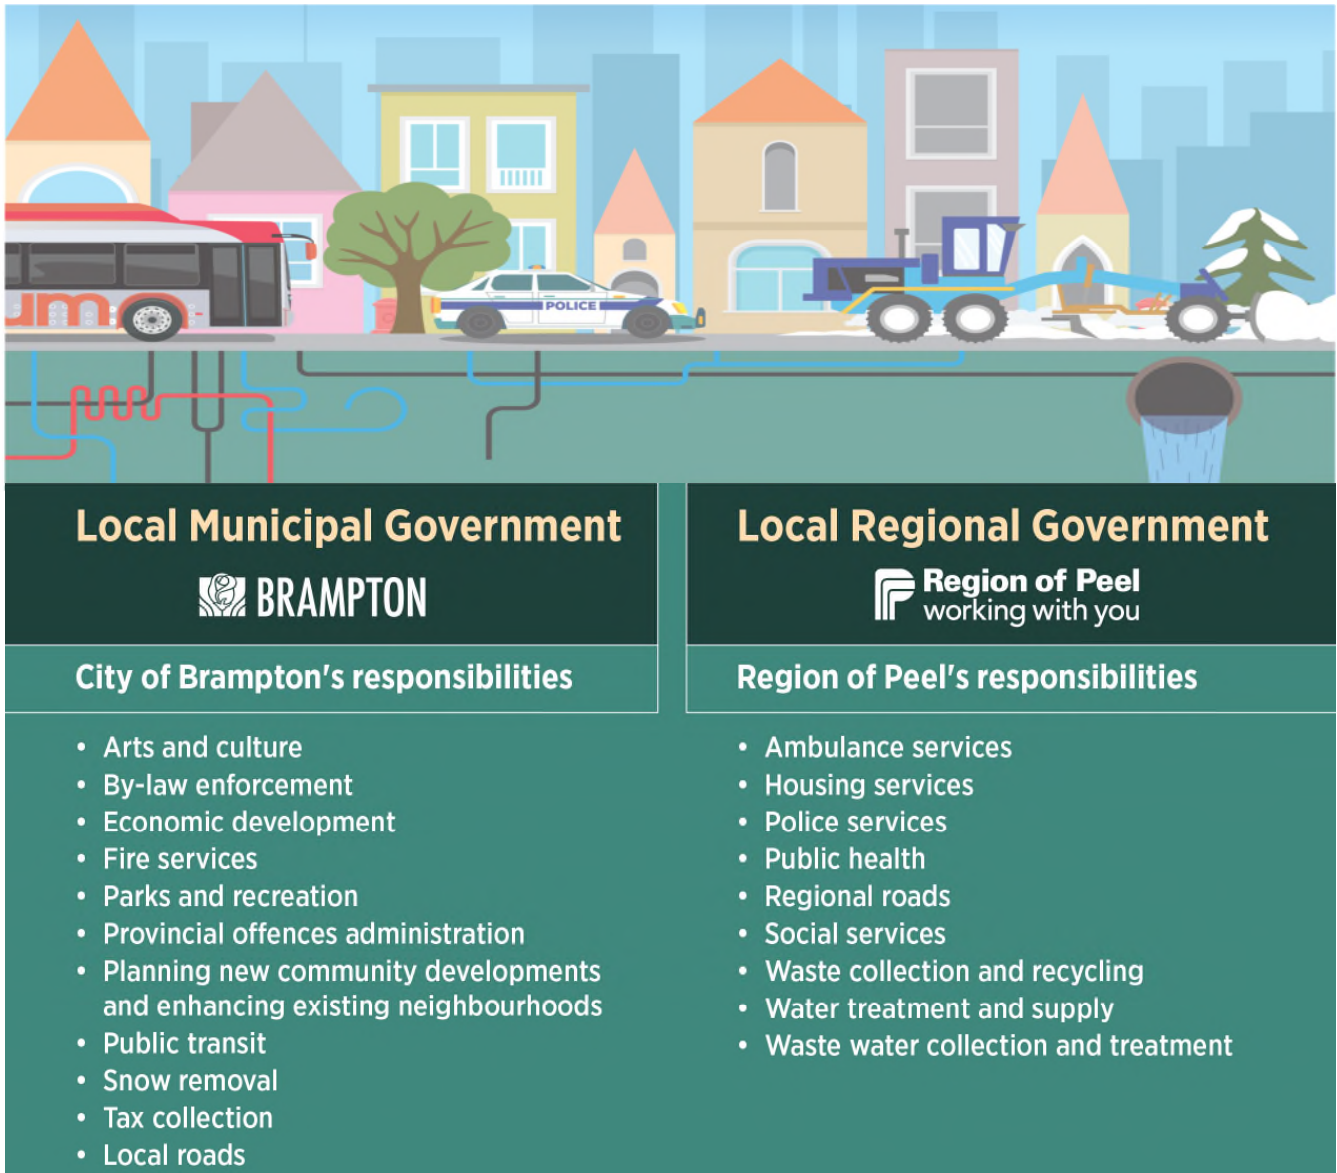 um
POLICE
Local Municipal Government
BRAMPTON
City of Brampton's responsibilities
• Arts and culture
• By-law enforcement
• Economic development
• Fire services
• Parks and recreation
• Provincial offences administration
• Planning new community developments
and enhancing existing neighbourhoods
• Public transit
• Snow removal
• Tax collection
• Local roads
Local Regional Government
Region of Peel
working with you
Region of Peel's responsibilities
• Ambulance services
• Housing services
• Police services
• Public health
• Regional roads
• Social services
• Waste collection and recycling
• Water treatment and supply
• Waste water collection and treatment